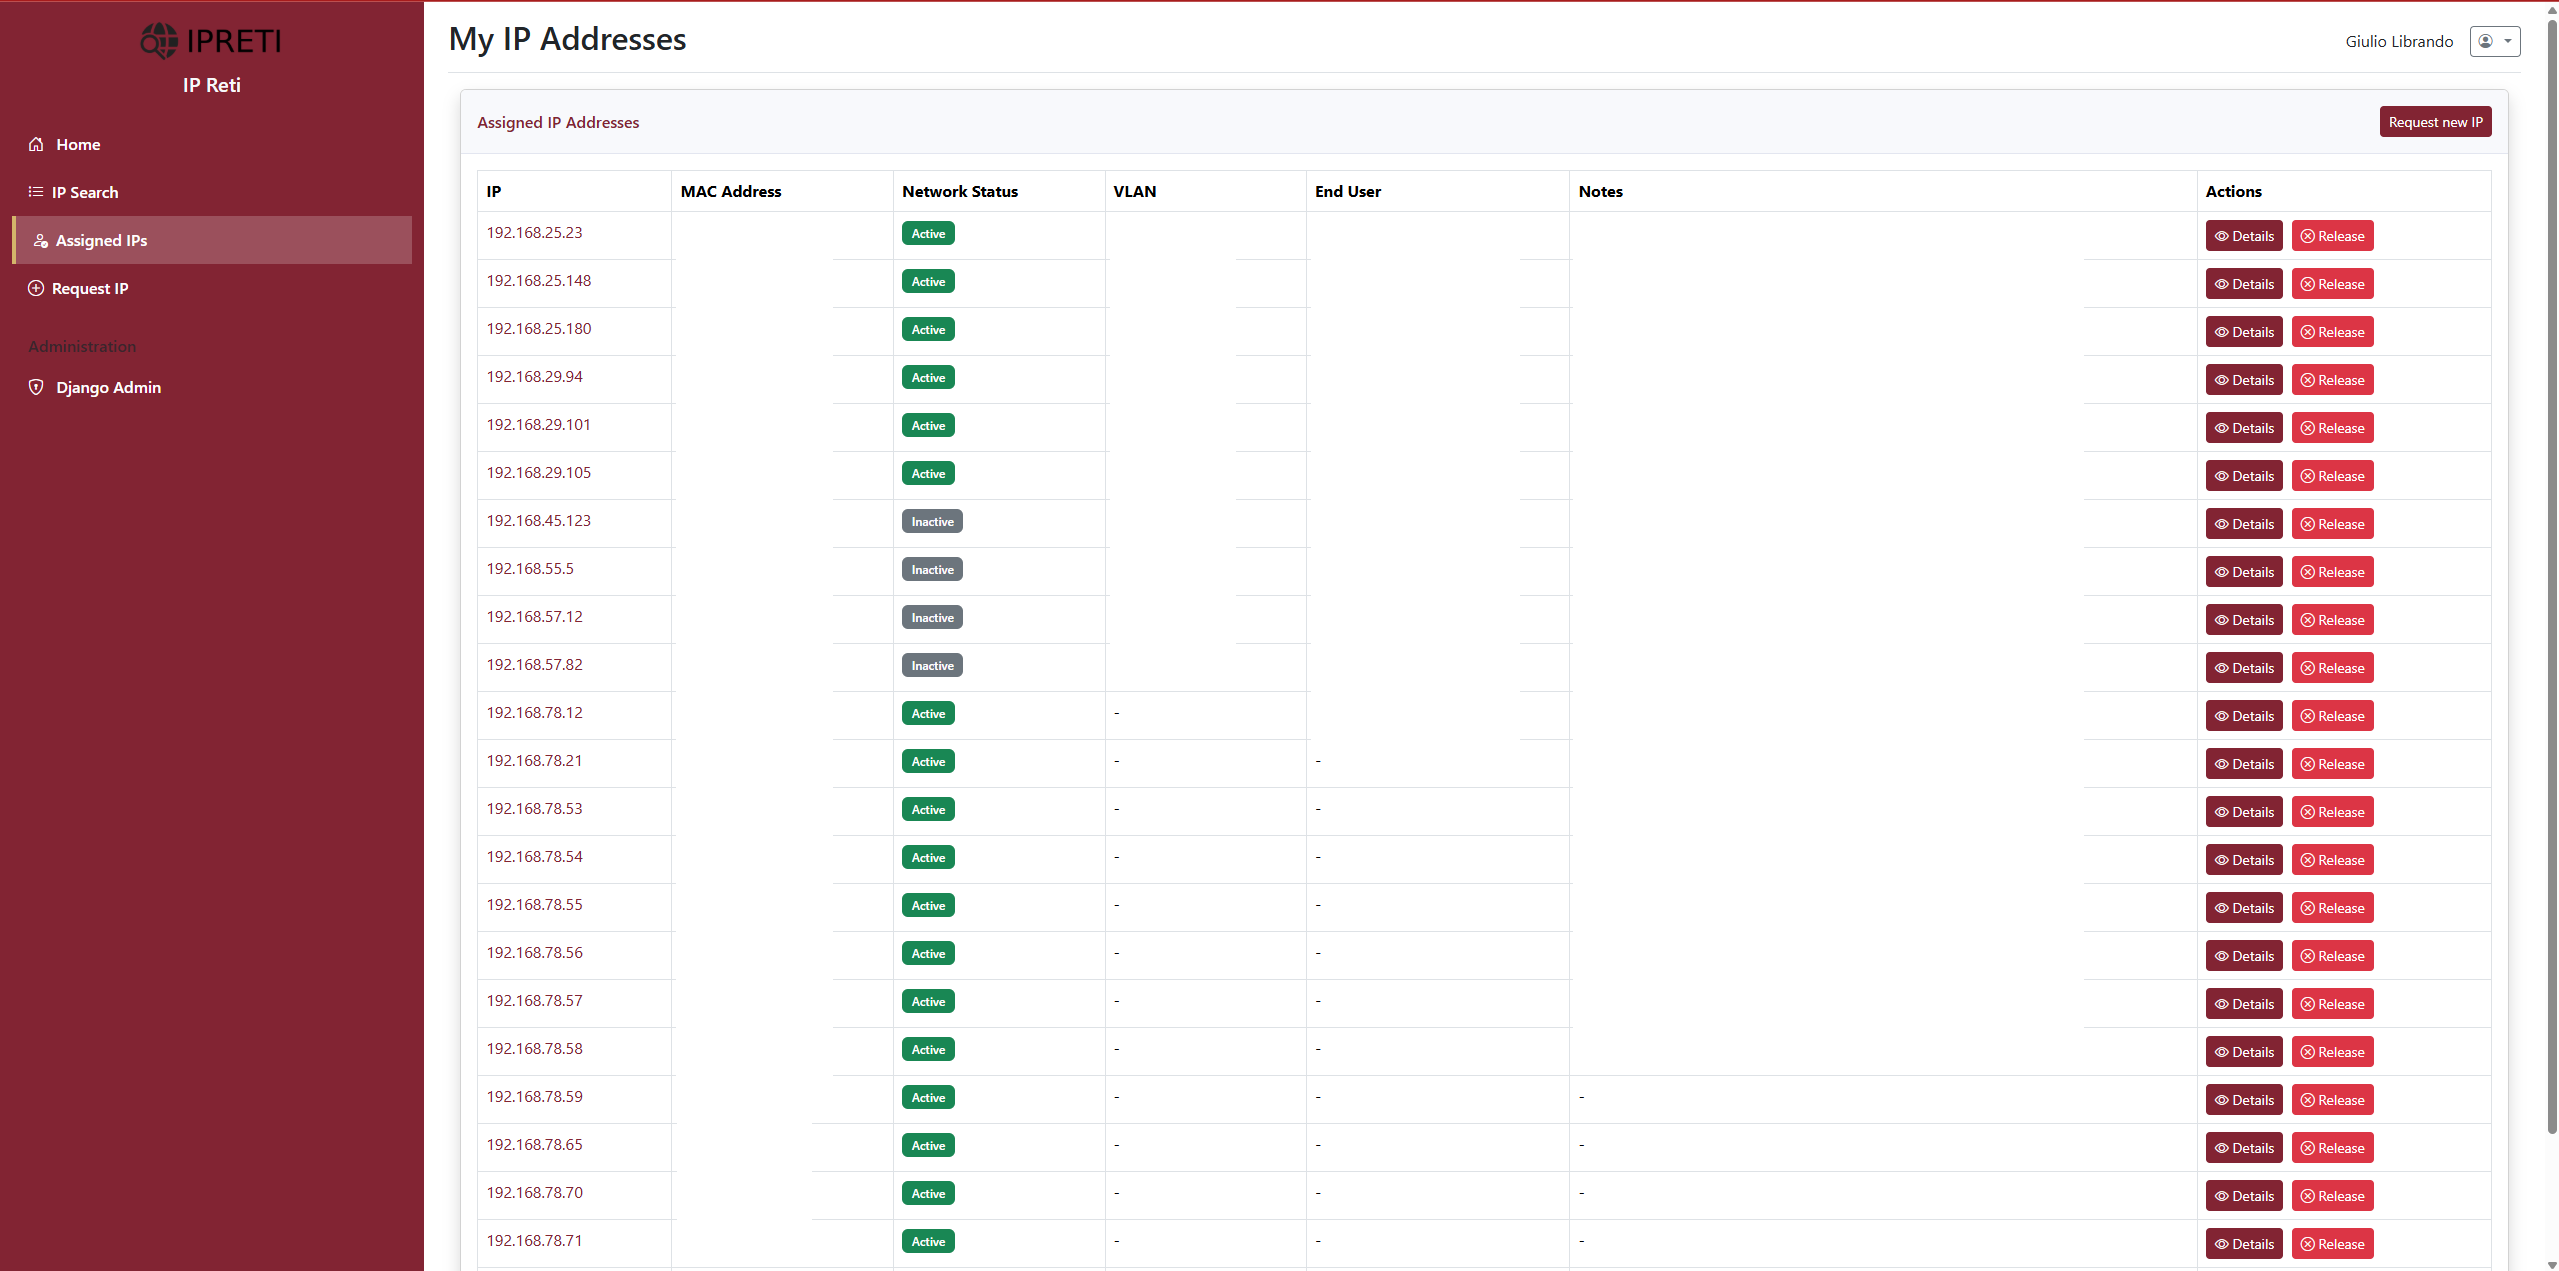 IPRETI
IP Reti
Home
IP Search
Assigned IPs
Request IP
Administration
Django Admin
My IP Addresses
Giulio Librando
Assigned IP Addresses
Request new IP
IP MAC Address Network Status VLAN End User Notes Actions
192.168.25.23 Active Details Release
192.168.25.148 Active Details Release
192.168.25.180 Active Details Release
192.168.29.94 Active Details Release
192.168.29.101 Active Details Release
192.168.29.105 Active Details Release
192.168.45.123 Inactive Details Release
192.168.55.5 Inactive Details Release
192.168.57.12 Inactive Details Release
192.168.57.82 Inactive Details Release
192.168.78.12 Active - Details Release
192.168.78.21 Active - - Details Release
192.168.78.53 Active - - Details Release
192.168.78.54 Active - - Details Release
192.168.78.55 Active - - Details Release
192.168.78.56 Active - - Details Release
192.168.78.57 Active - - Details Release
192.168.78.58 Active - - Details Release
192.168.78.59 Active - - - Details Release
192.168.78.65 Active - - - Details Release
192.168.78.70 Active - - - Details Release
192.168.78.71 Active - - - Details Release